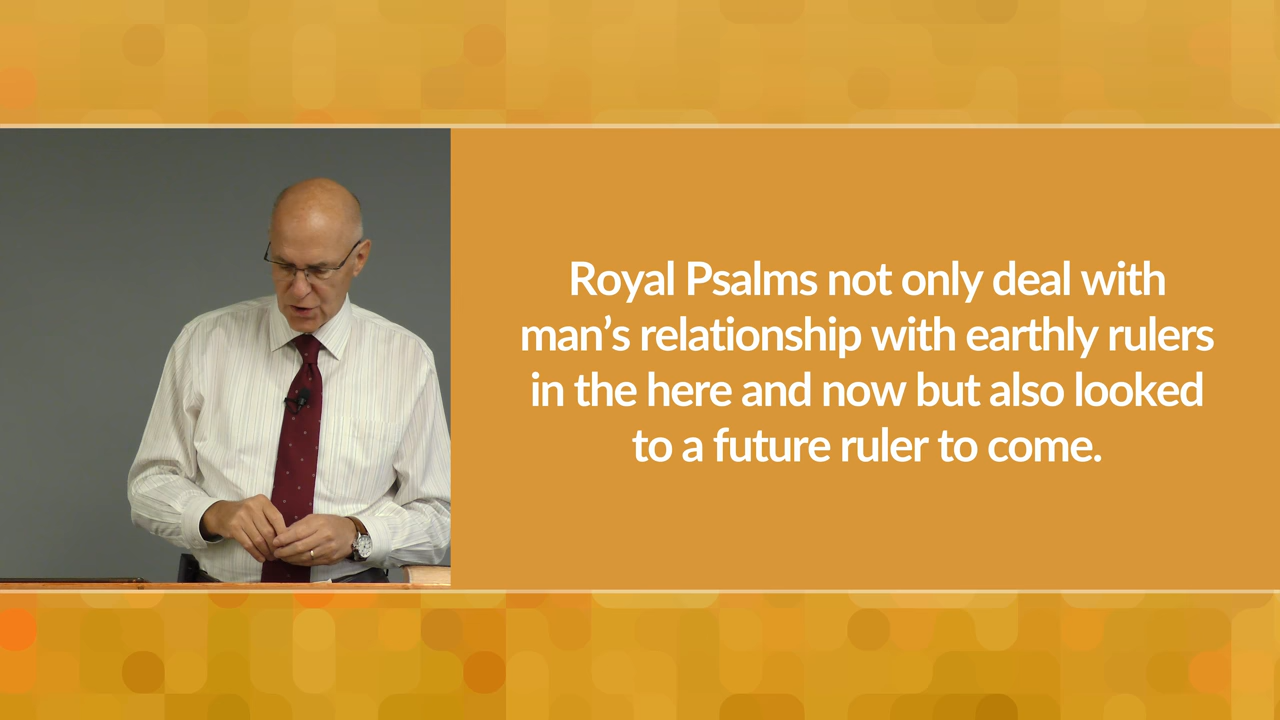 Royal Psalms not only deal with
man’s relationship with earthly rulers
in the here and now but also looked
to a future ruler to come.